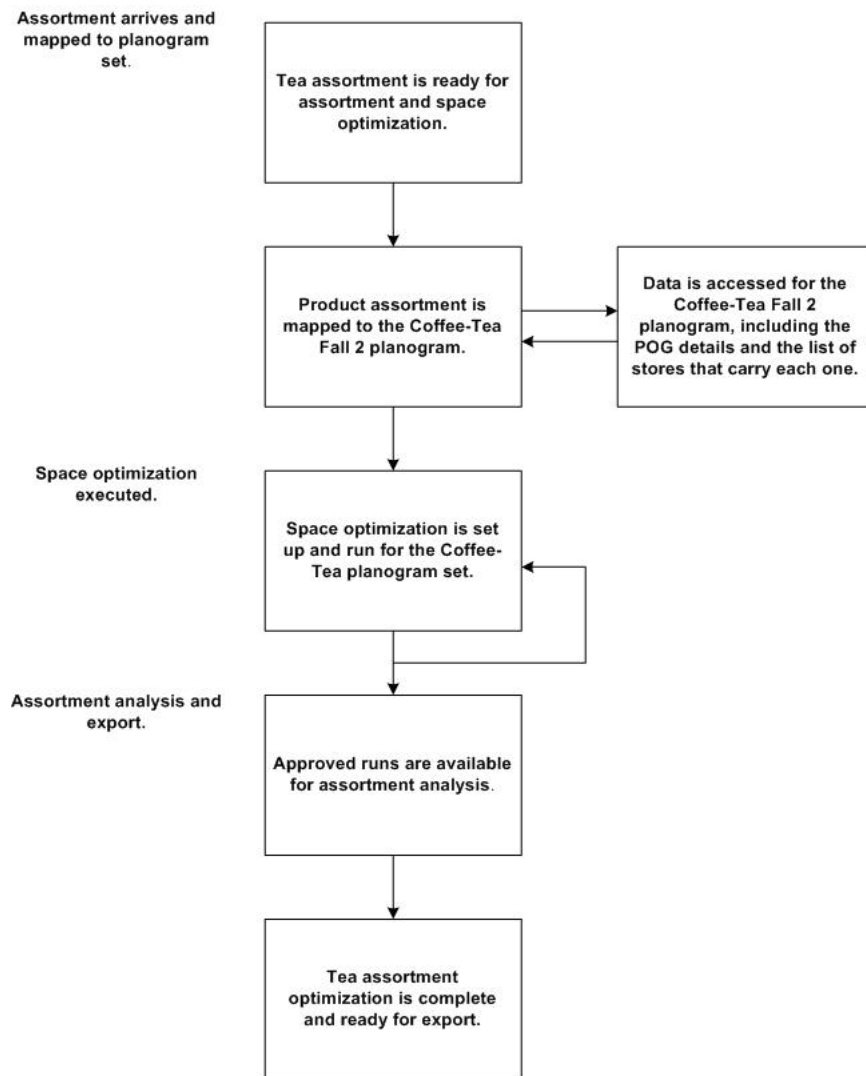 Assortment arrives and
mapped to planogram
set.
Tea assortment is ready for
assortment and space
optimization.
Product assortment is
mapped to the Coffee-Tea
Fall 2 planogram.
Data is accessed for the
Coffee-Tea Fall 2
planogram, including the
POG details and the list of
stores that carry each one.
Space optimization
executed.
Space optimization is set
up and run for the Coffee-
Tea planogram set.
Assortment analysis and
export.
Approved runs are available
for assortment analysis.
Tea assortment
optimization is complete
and ready for export.